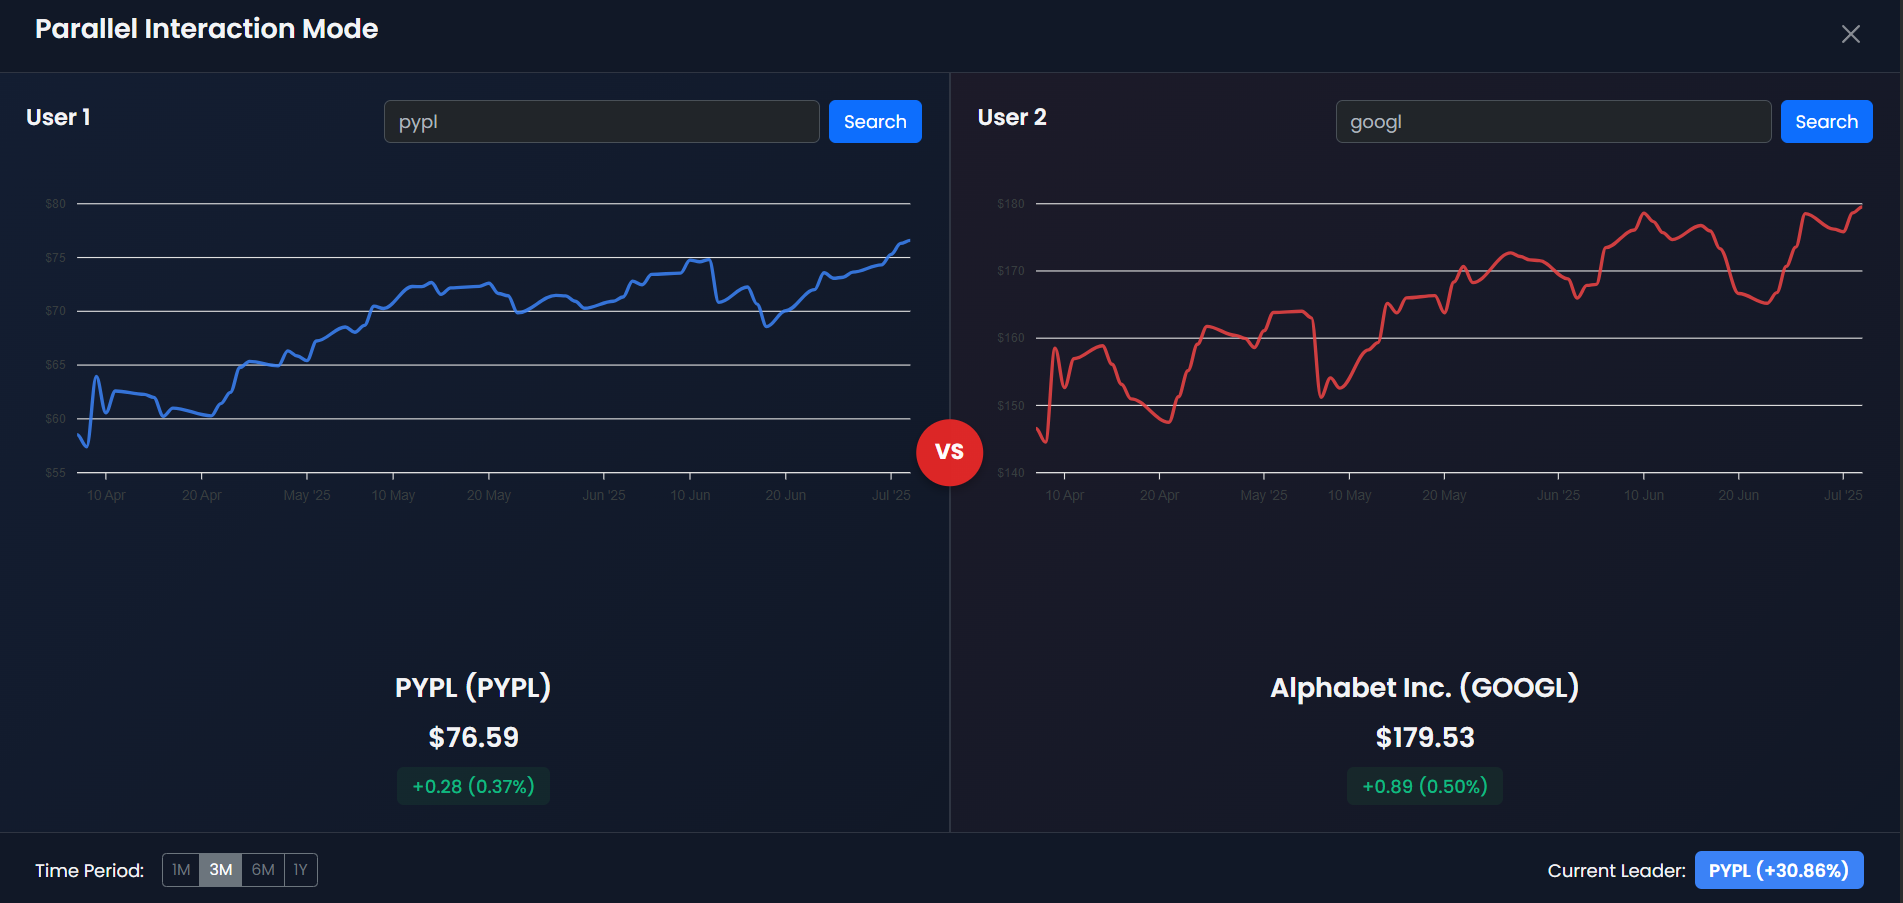 Parallel Interaction Mode
User 1
pypl
Search
$80
$75
$70
$65
$60
$55
10 Apr
20 Apr
May '25
10 May
20 May
Jun '25
10 Jun
20 Jun
Jul '25
PYPL (PYPL)
$76.59
+0.28 (0.37%)
VS
User 2
googl
Search
$180
$170
$160
$150
$140
10 Apr
20 Apr
May '25
10 May
20 May
Jun '25
10 Jun
20 Jun
Jul '25
Alphabet Inc. (GOOGL)
$179.53
+0.89 (0.50%)
Time Period: 1M 3M 6M 1Y
Current Leader: PYPL (+30.86%)